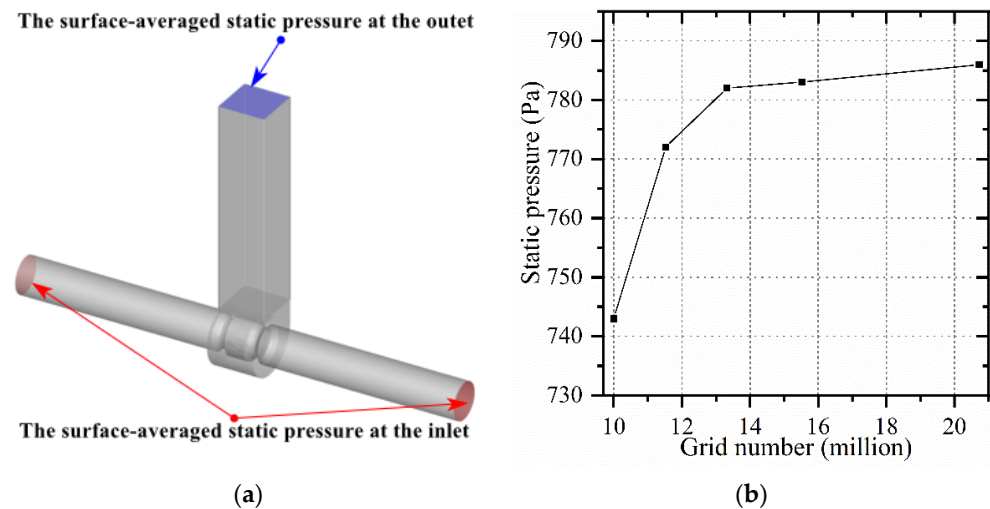 The surface-averaged static pressure at the outet
The surface-averaged static pressure at the inlet
(a)
Static pressure (Pa)
790
780
770
760
750
740
730
10 12 14 16 18 20
Grid number (million)
(b)